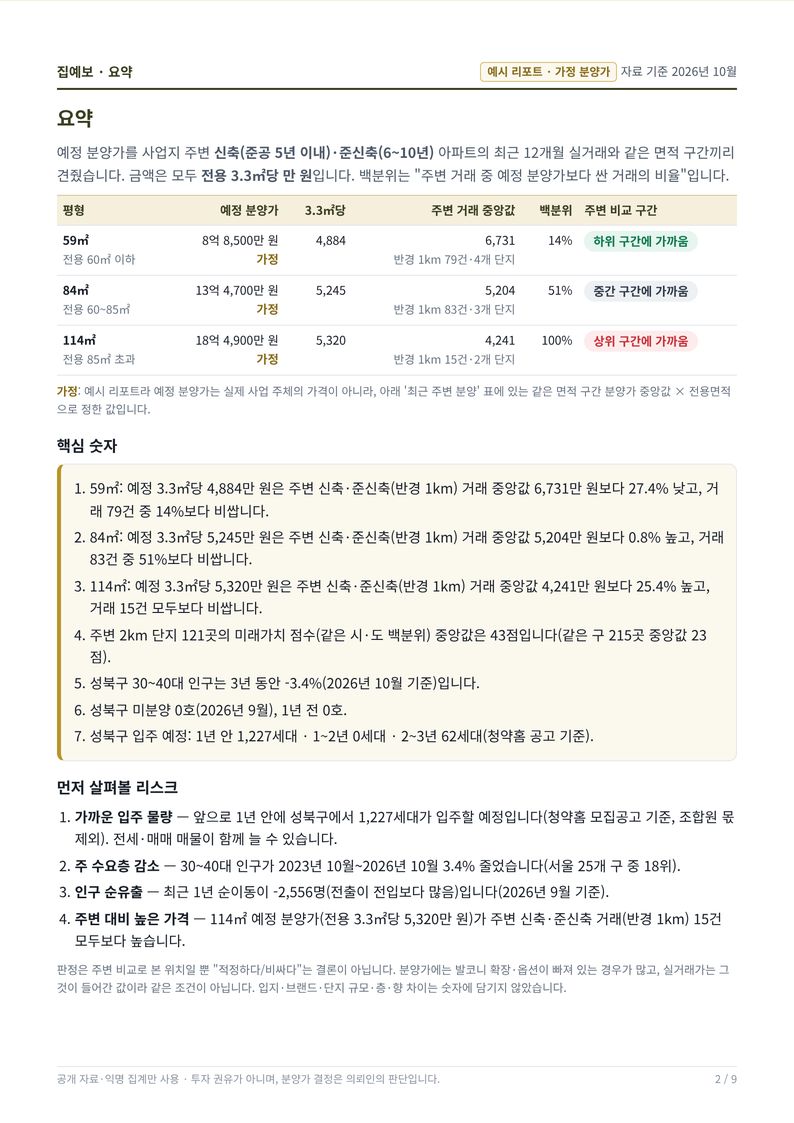 집예보 · 요약
예시 리포트 · 가정 분양가 자료 기준 2026년 10월
요약
예정 분양가를 사업지 주변 신축(준공 5년 이내)·준신축(6~10년) 아파트의 최근 12개월 실거래와 같은 면적 구간끼리
견줬습니다. 금액은 모두 전용 3.3㎡당 만 원입니다. 백분위는 "주변 거래 중 예정 분양가보다 싼 거래의 비율"입니다.
평형 예정 분양가 3.3㎡당 주변 거래 중앙값 백분위 주변 비교 구간
59㎡ 8억 8,500만 원 4,884 6,731 14% 하위 구간에 가까움
전용 60㎡ 이하 가정 반경 1km 79건·4개 단지
84㎡ 13억 4,700만 원 5,245 5,204 51% 중간 구간에 가까움
전용 60~85㎡ 가정 반경 1km 83건·3개 단지
114㎡ 18억 4,900만 원 5,320 4,241 100% 상위 구간에 가까움
전용 85㎡ 초과 가정 반경 1km 15건·2개 단지
가정: 예시 리포트라 예정 분양가는 실제 사업 주체의 가격이 아니라, 아래 '최근 주변 분양' 표에 있는 같은 면적 구간 분양가 중앙값 × 전용면적
으로 정한 값입니다.
핵심 숫자
1. 59㎡: 예정 3.3㎡당 4,884만 원은 주변 신축·준신축(반경 1km) 거래 중앙값 6,731만 원보다 27.4% 낮고, 거
래 79건 중 14%보다 비쌉니다.
2. 84㎡: 예정 3.3㎡당 5,245만 원은 주변 신축·준신축(반경 1km) 거래 중앙값 5,204만 원보다 0.8% 높고, 거래
83건 중 51%보다 비쌉니다.
3. 114㎡: 예정 3.3㎡당 5,320만 원은 주변 신축·준신축(반경 1km) 거래 중앙값 4,241만 원보다 25.4% 높고,
거래 15건 모두보다 비쌉니다.
4. 주변 2km 단지 121곳의 미래가치 점수(같은 시·도 백분위) 중앙값은 43점입니다(같은 구 215곳 중앙값 23
점).
5. 성북구 30~40대 인구는 3년 동안 -3.4%(2026년 10월 기준)입니다.
6. 성북구 미분양 0호(2026년 9월), 1년 전 0호.
7. 성북구 입주 예정: 1년 안 1,227세대 · 1~2년 0세대 · 2~3년 62세대(청약홈 공고 기준).
먼저 살펴볼 리스크
1. 가까운 입주 물량 — 앞으로 1년 안에 성북구에서 1,227세대가 입주할 예정입니다(청약홈 모집공고 기준, 조합원 몫
제외). 전세·매매 매물이 함께 늘 수 있습니다.
2. 주 수요층 감소 — 30~40대 인구가 2023년 10월~2026년 10월 3.4% 줄었습니다(서울 25개 구 중 18위).
3. 인구 순유출 — 최근 1년 순이동이 -2,556명(전출이 전입보다 많음)입니다(2026년 9월 기준).
4. 주변 대비 높은 가격 — 114㎡ 예정 분양가(전용 3.3㎡당 5,320만 원)가 주변 신축·준신축 거래(반경 1km) 15건
모두보다 높습니다.
판정은 주변 비교로 본 위치일 뿐 "적정하다/비싸다"는 결론이 아닙니다. 분양가에는 발코니 확장·옵션이 빠져 있는 경우가 많고, 실거래가는 그
것이 들어간 값이라 같은 조건이 아닙니다. 입지·브랜드·단지 규모·층·향 차이는 숫자에 담기지 않았습니다.
공개 자료·익명 집계만 사용 · 투자 권유가 아니며, 분양가 결정은 의뢰인의 판단입니다.
2 / 9